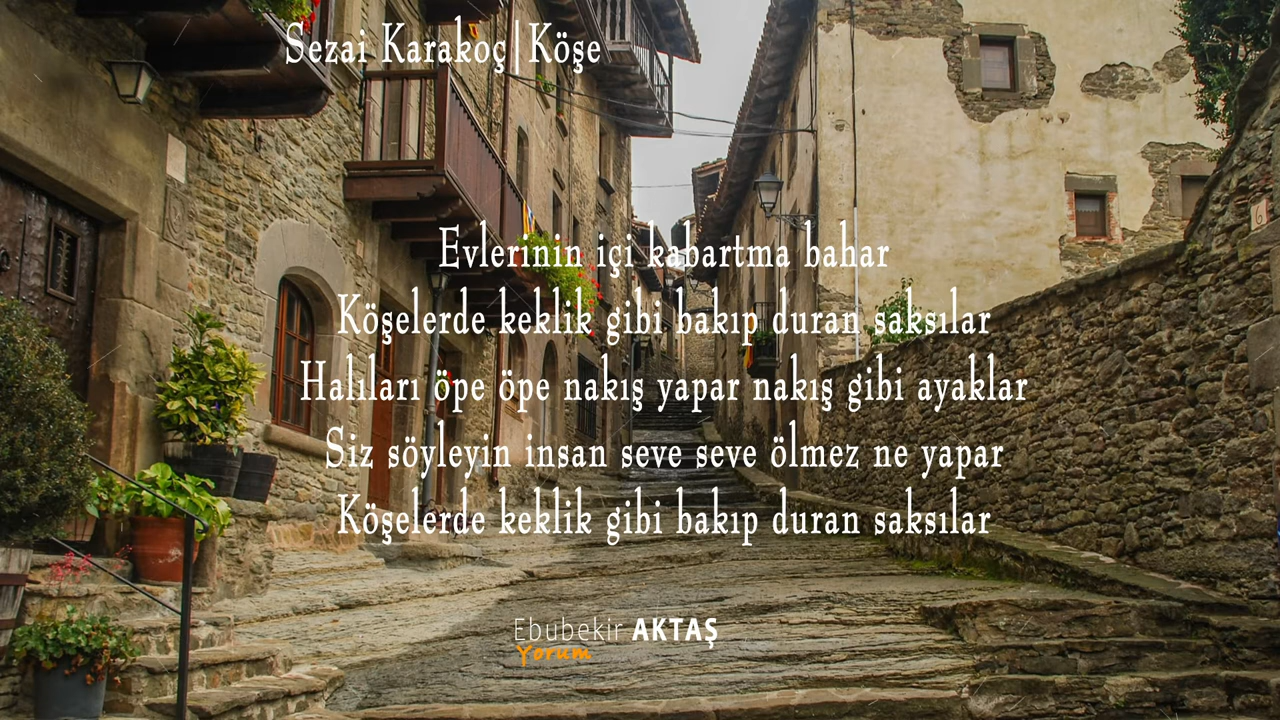 Sezai Karakoç|Köşe
Evlerinin içi kabartma bahar
Köşelerde keklik gibi bakıp duran saksılar
Halıları öpe öpe nakış yapar nakış gibi ayaklar
Siz söyleyin insan seve seve ölmez ne yapar
Köşelerde keklik gibi bakıp duran saksılar
Ebubekir AKTAŞ
Yorum